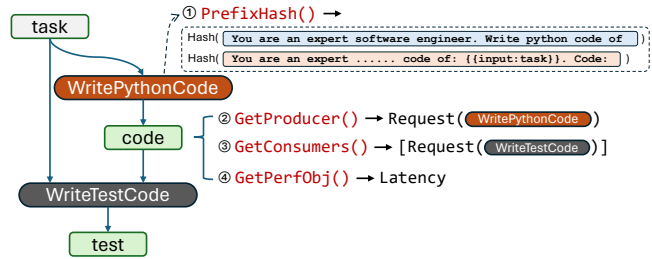 task
① PrefixHash() →
Hash( You are an expert software engineer. Write python code of )
Hash( You are an expert ...... code of: {{input:task}}. Code: )
WritePythonCode
② GetProducer() → Request(WritePythonCode)
code
③ GetConsumers() → [Request(WriteTestCode)]
④ GetPerfObj() → Latency
WriteTestCode
test